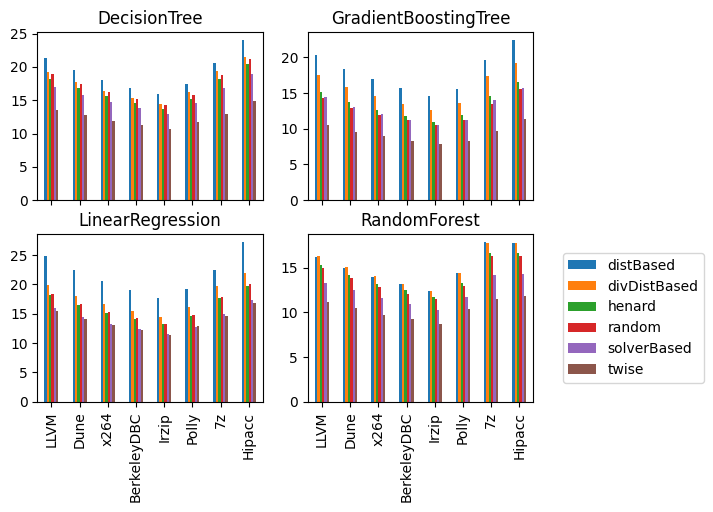 DecisionTree
GradientBoostingTree
25
20
15
10
5
0
20
15
10
5
0
LinearRegression
RandomForest
25
20
15
10
5
0
15
10
5
0
distBased
divDistBased
henard
random
solverBased
twise
LLVM
Dune
x264
BerkeleyDBC
lrzip
Polly
7z
Hipacc
LLVM
Dune
x264
BerkeleyDBC
lrzip
Polly
7z
Hipacc